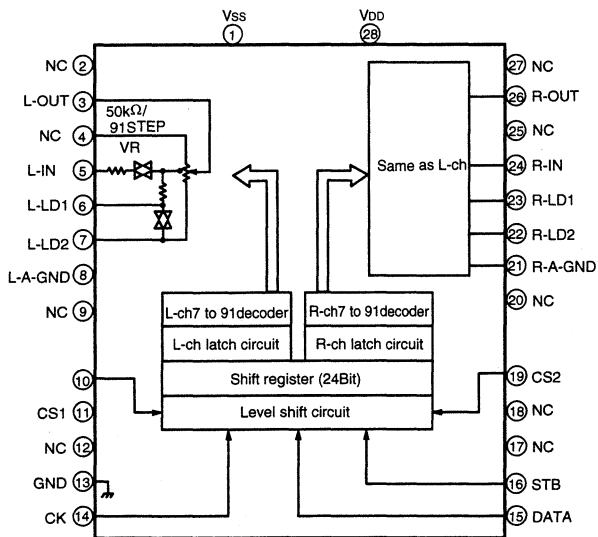 VSS
1
VDD
28
NC 2
L-OUT 3
NC 4
L-IN 5
L-LD1 6
L-LD2 7
L-A-GND 8
NC 9
10
CS1 11
NC 12
GND 13
CK 14
50kΩ/
91STEP
VR
Same as L-ch
27 NC
26 R-OUT
25 NC
24 R-IN
23 R-LD1
22 R-LD2
21 R-A-GND
20 NC
19 CS2
18 NC
17 NC
16 STB
15 DATA
L-ch7 to 91decoder
R-ch7 to 91decoder
L-ch latch circuit
R-ch latch circuit
Shift register (24Bit)
Level shift circuit